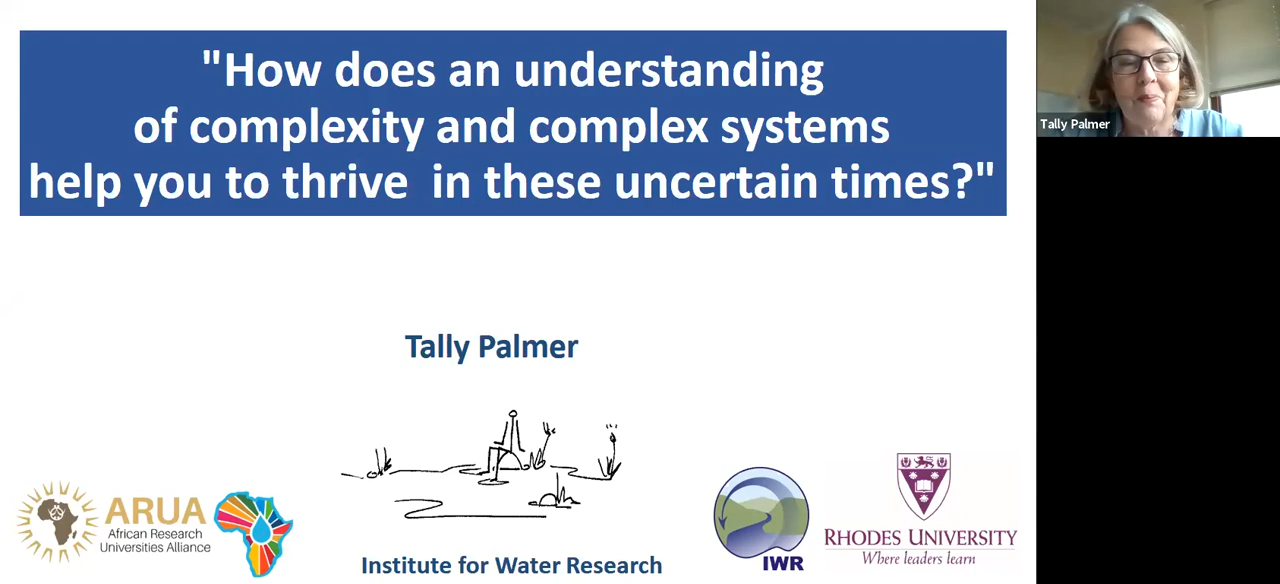 "How does an understanding
of complexity and complex systems
help you to thrive  in these uncertain times?"
Tally Palmer
Tally Palmer
ARUA
African Research
Universities Alliance
Institute for Water Research
IWR
RHODES UNIVERSITY
Where leaders learn